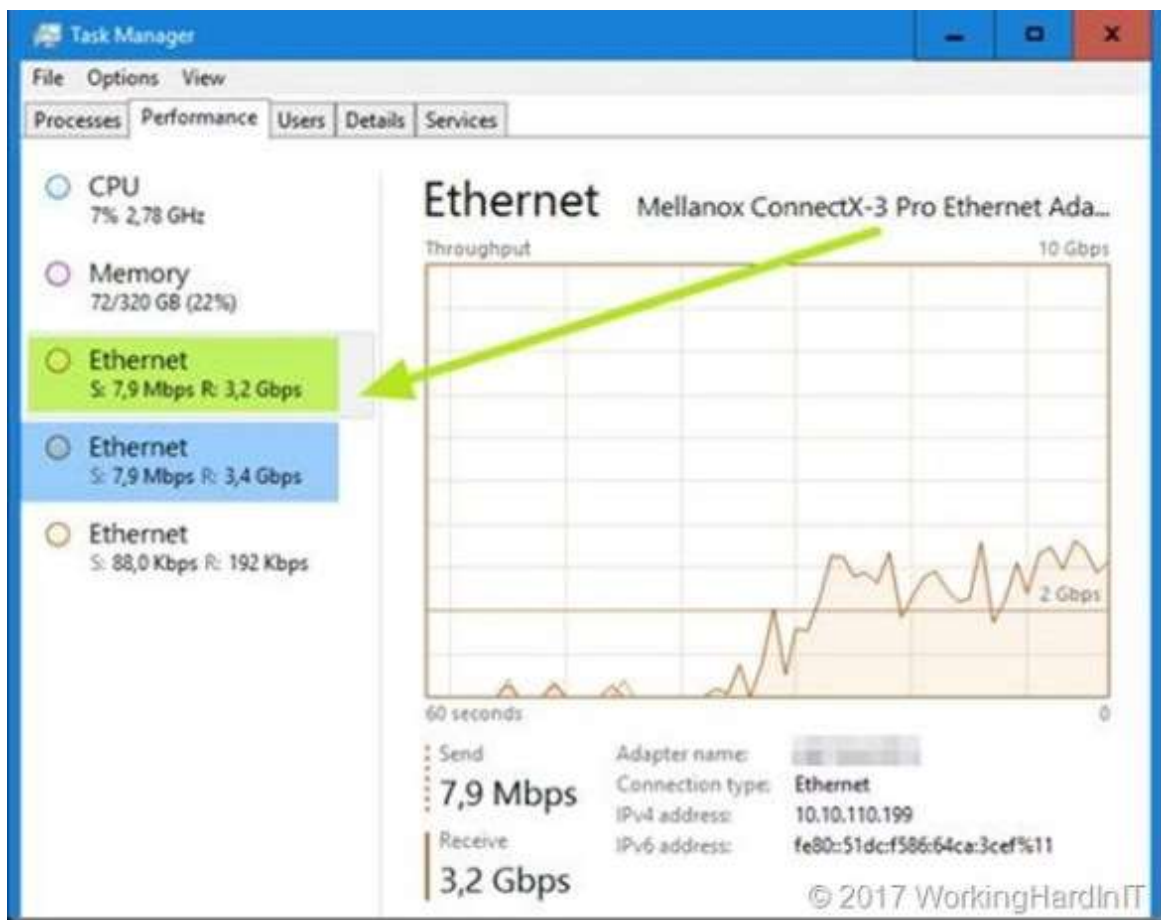 Task Manager
File Options View
Processes Performance Users Details Services
CPU
7% 2,78 GHz
Memory
72/320 GB (22%)
Ethernet
S: 7,9 Mbps R: 3,2 Gbps
Ethernet
S: 7,9 Mbps R: 3,4 Gbps
Ethernet
S: 88,0 Kbps R: 192 Kbps
Ethernet Mellanox ConnectX-3 Pro Ethernet Ada...
Throughput 10 Gbps
2 Gbps
60 seconds 0
Send
7,9 Mbps
Receive
3,2 Gbps
Adapter name:
Connection type: Ethernet
IPv4 address: 10.10.110.199
IPv6 address: fe80::51dc:f586:64ca:3cef%11
© 2017 WorkingHardInIT